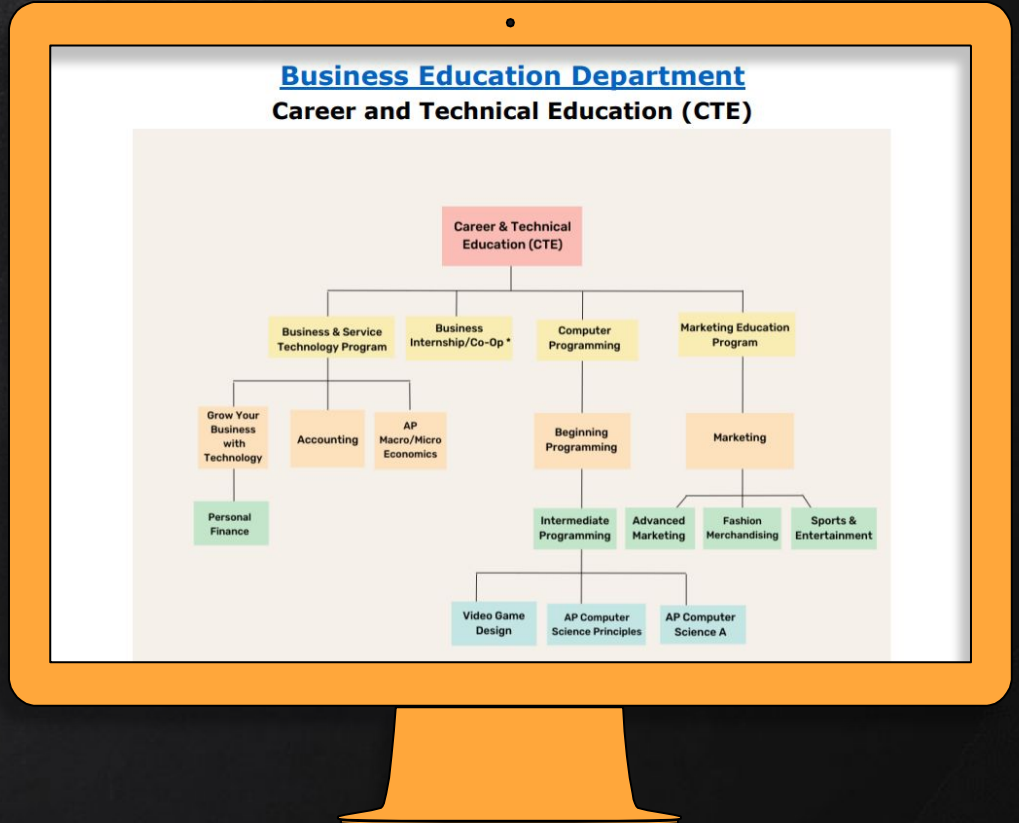 Business Education Department
Career and Technical Education (CTE)
Career & Technical
Education (CTE)
Business & Service
Technology Program
Business
Internship/Co-Op *
Computer
Programming
Marketing Education
Program
Grow Your
Business
with
Technology
Accounting
AP
Macro/Micro
Economics
Beginning
Programming
Marketing
Personal
Finance
Intermediate
Programming
Advanced
Marketing
Fashion
Merchandising
Sports &
Entertainment
Video Game
Design
AP Computer
Science Principles
AP Computer
Science A